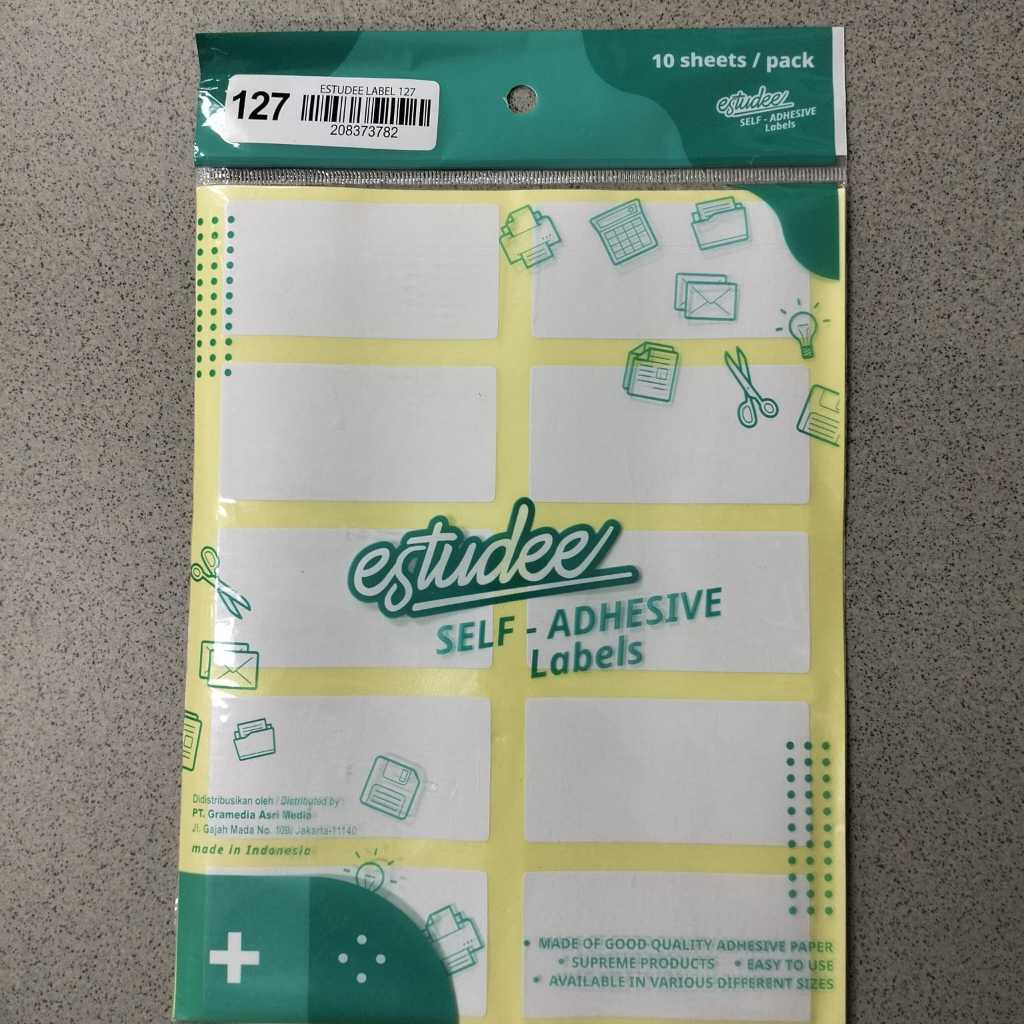 10 sheets / pack
127
ESTUDEE LABEL 127
208373782
estudee
SELF - ADHESIVE
Labels
estudee
SELF - ADHESIVE
Labels
Didistribusikan oleh / Distributed by :
PT. Gramedia Asri Media
Jl. Gajah Mada No. 109/ Jakarta-11140
made in Indonesia
• MADE OF GOOD QUALITY ADHESIVE PAPER
• SUPREME PRODUCTS • EASY TO USE
• AVAILABLE IN VARIOUS DIFFERENT SIZES